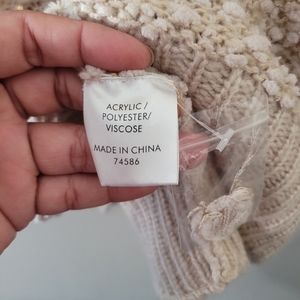 ACRYLIC /
POLYESTER/
VISCOSE
MADE IN CHINA
74586